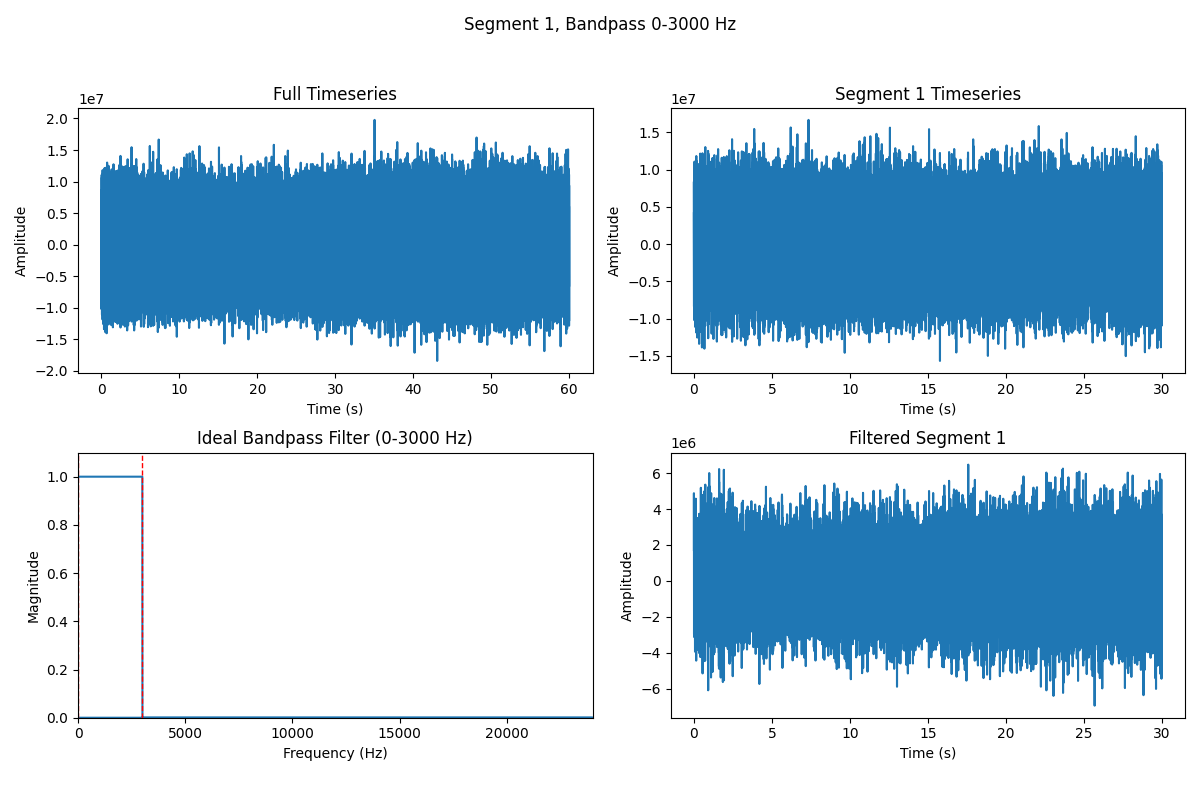 Segment 1, Bandpass 0-3000 Hz
Full Timeseries
1e7
2.0
1.5
1.0
0.5
0.0
−0.5
−1.0
−1.5
−2.0
Amplitude
0 10 20 30 40 50 60
Time (s)
Segment 1 Timeseries
1e7
1.5
1.0
0.5
0.0
−0.5
−1.0
−1.5
Amplitude
0 5 10 15 20 25 30
Time (s)
Ideal Bandpass Filter (0-3000 Hz)
1.0
0.8
0.6
0.4
0.2
0.0
Magnitude
0 5000 10000 15000 20000
Frequency (Hz)
Filtered Segment 1
1e6
6
4
2
0
−2
−4
−6
Amplitude
0 5 10 15 20 25 30
Time (s)